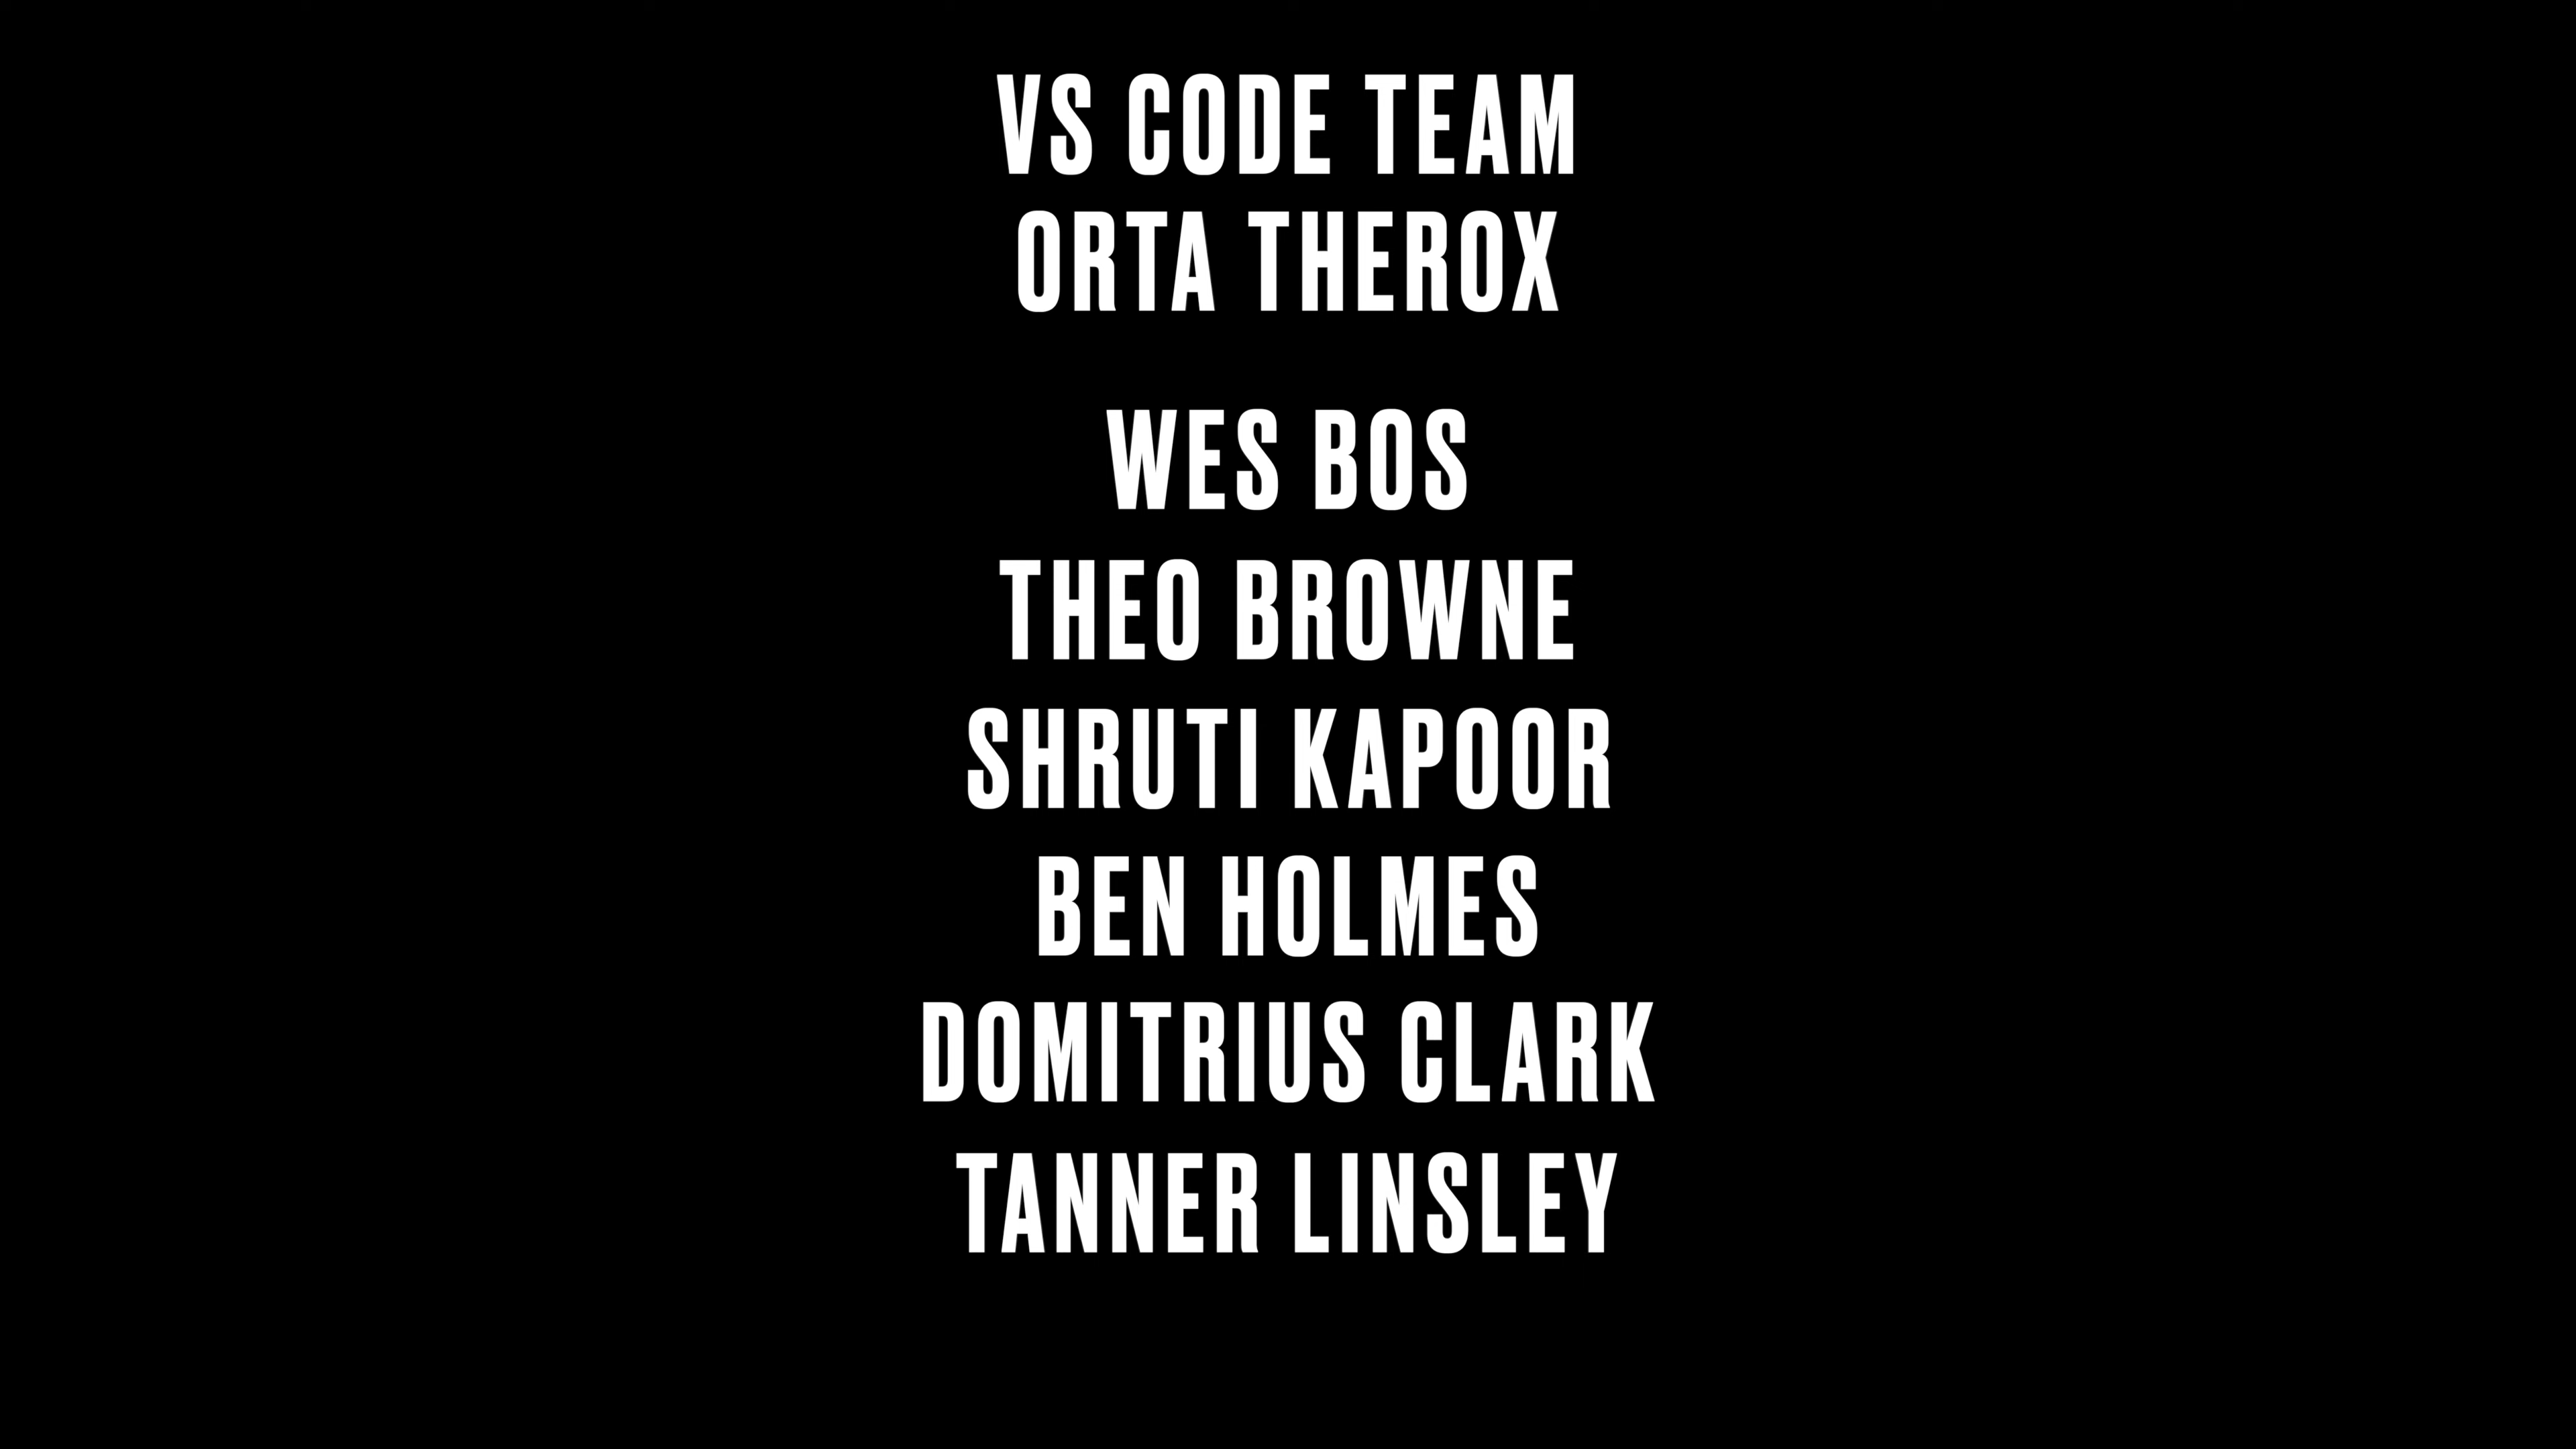 VS CODE TEAM
ORTA THEROX
WES BOS
THEO BROWNE
SHRUTI KAPOOR
BEN HOLMES
DOMITRIUS CLARK
TANNER LINSLEY